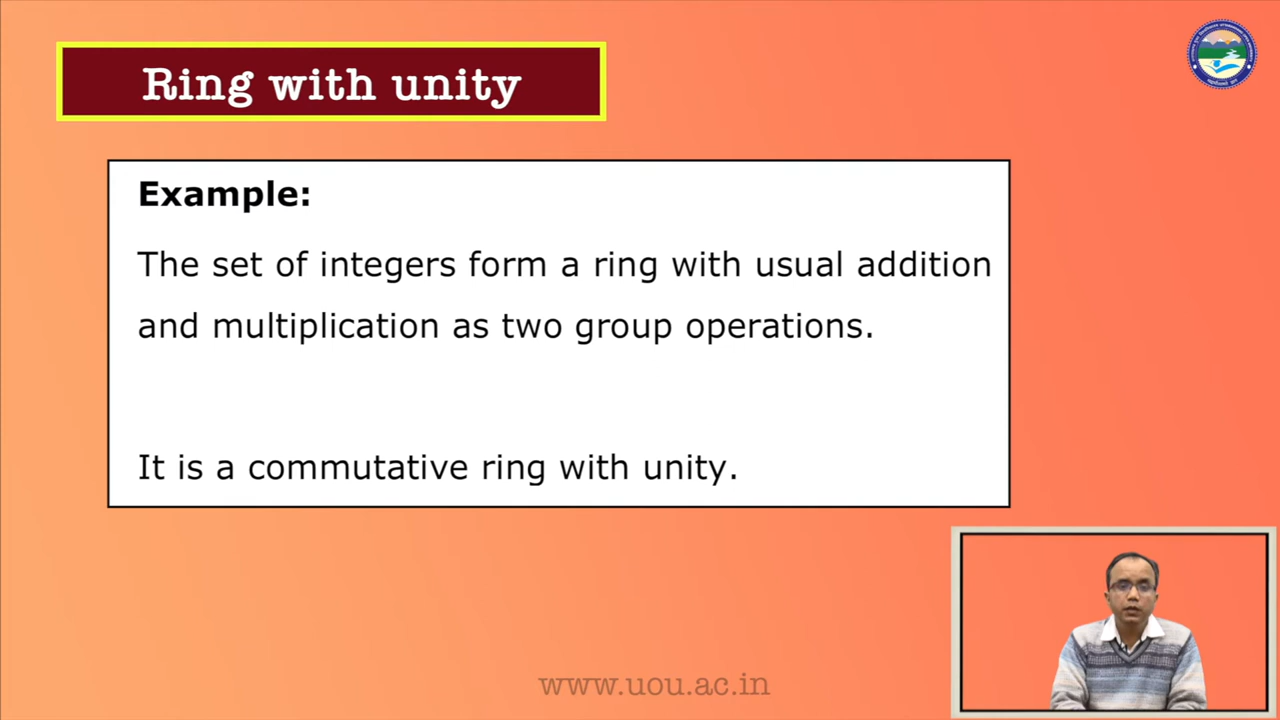 Ring with unity
Example:
The set of integers form a ring with usual addition
and multiplication as two group operations.
It is a commutative ring with unity.
www.uou.ac.in